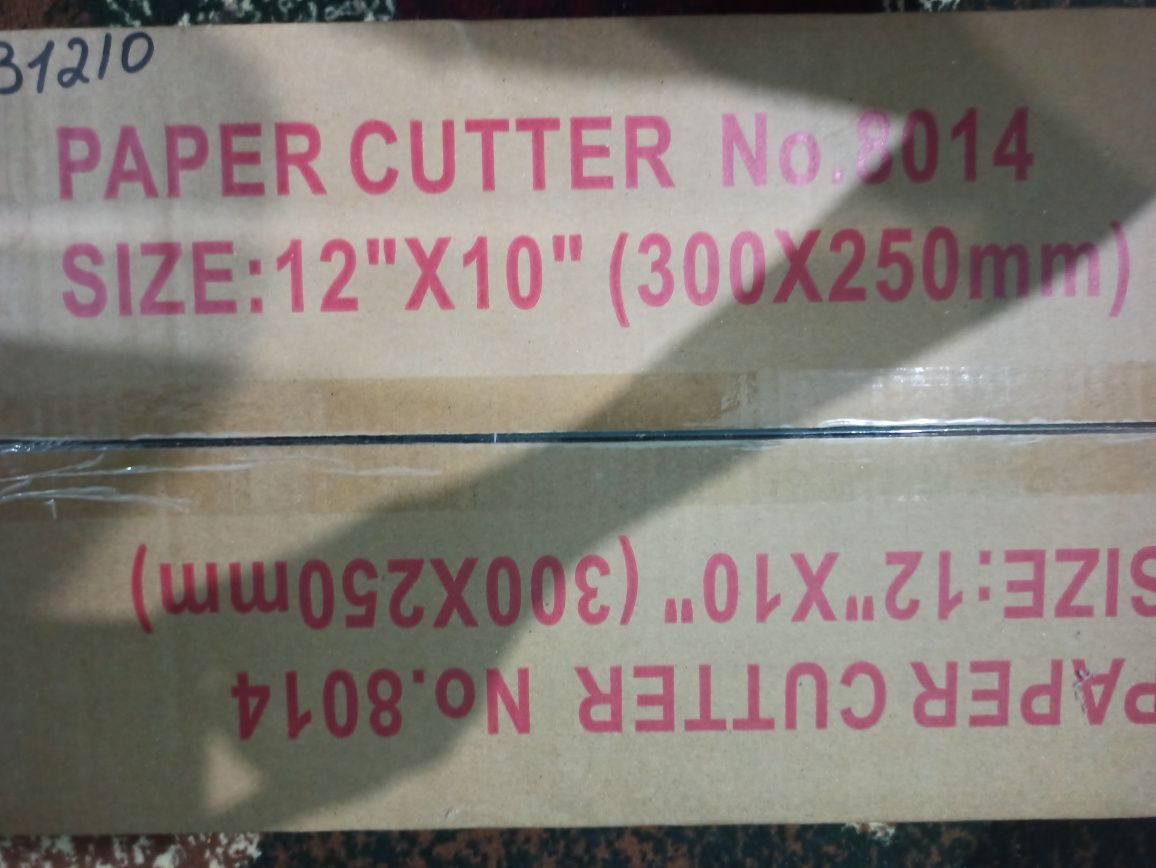 31210
PAPER CUTTER No.8014
SIZE:12"X10" (300X250mm)
SIZE:12"X10" (300X250mm)
PAPER CUTTER No.8014